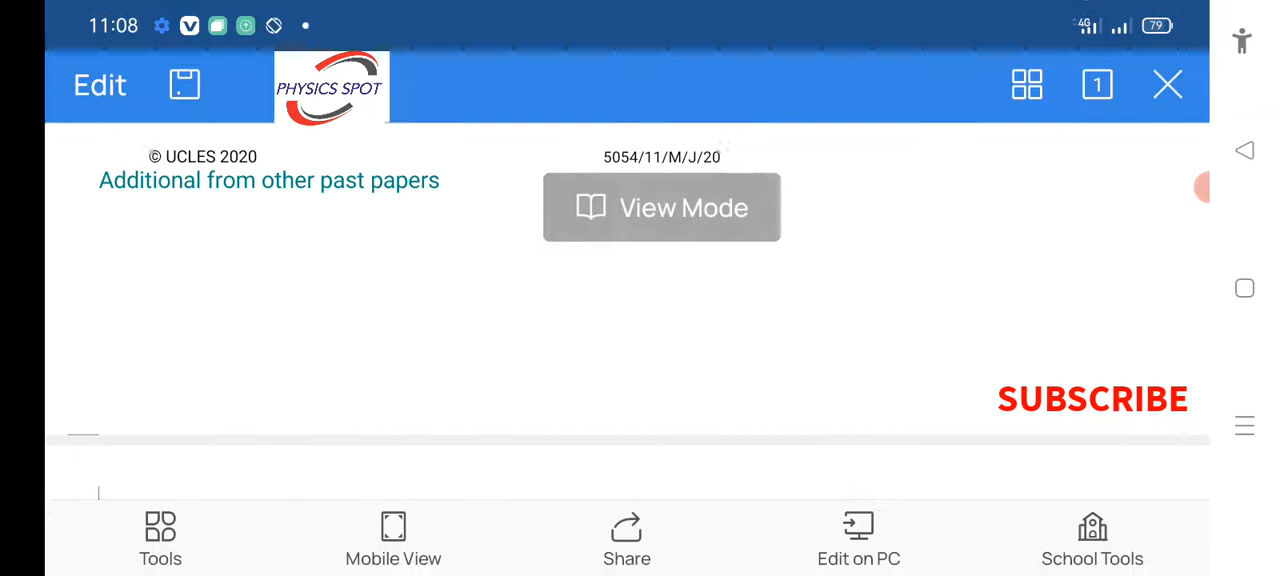 11:08
4G
79
Edit
PHYSICS SPOT
1
© UCLES 2020
5054/11/M/J/20
Additional from other past papers
View Mode
SUBSCRIBE
Tools
Mobile View
Share
Edit on PC
School Tools